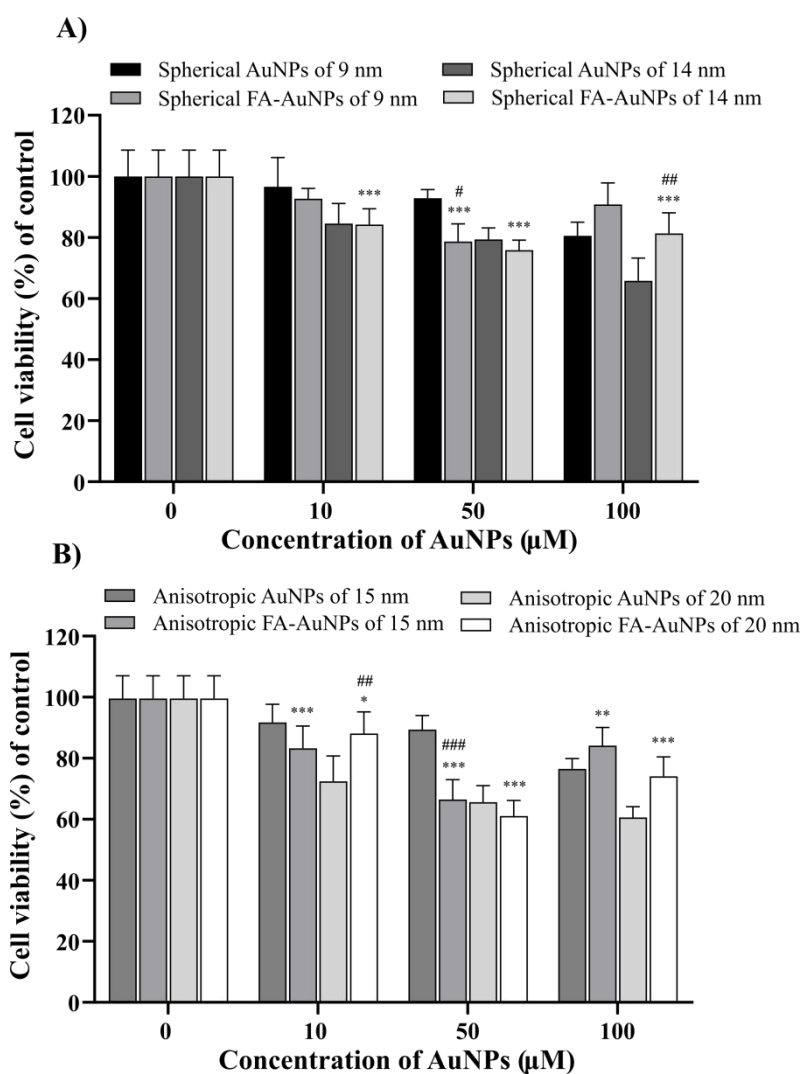 A)
Spherical AuNPs of 9 nm
Spherical AuNPs of 14 nm
Spherical FA-AuNPs of 9 nm
Spherical FA-AuNPs of 14 nm
Cell viability (%) of control
120
100
80
60
40
20
0
***
#
***
***
##
***
0
10
50
100
Concentration of AuNPs (µM)
B)
Anisotropic AuNPs of 15 nm
Anisotropic AuNPs of 20 nm
Anisotropic FA-AuNPs of 15 nm
Anisotropic FA-AuNPs of 20 nm
Cell viability (%) of control
120
100
80
60
40
20
0
***
##
*
###
***
***
**
***
0
10
50
100
Concentration of AuNPs (µM)